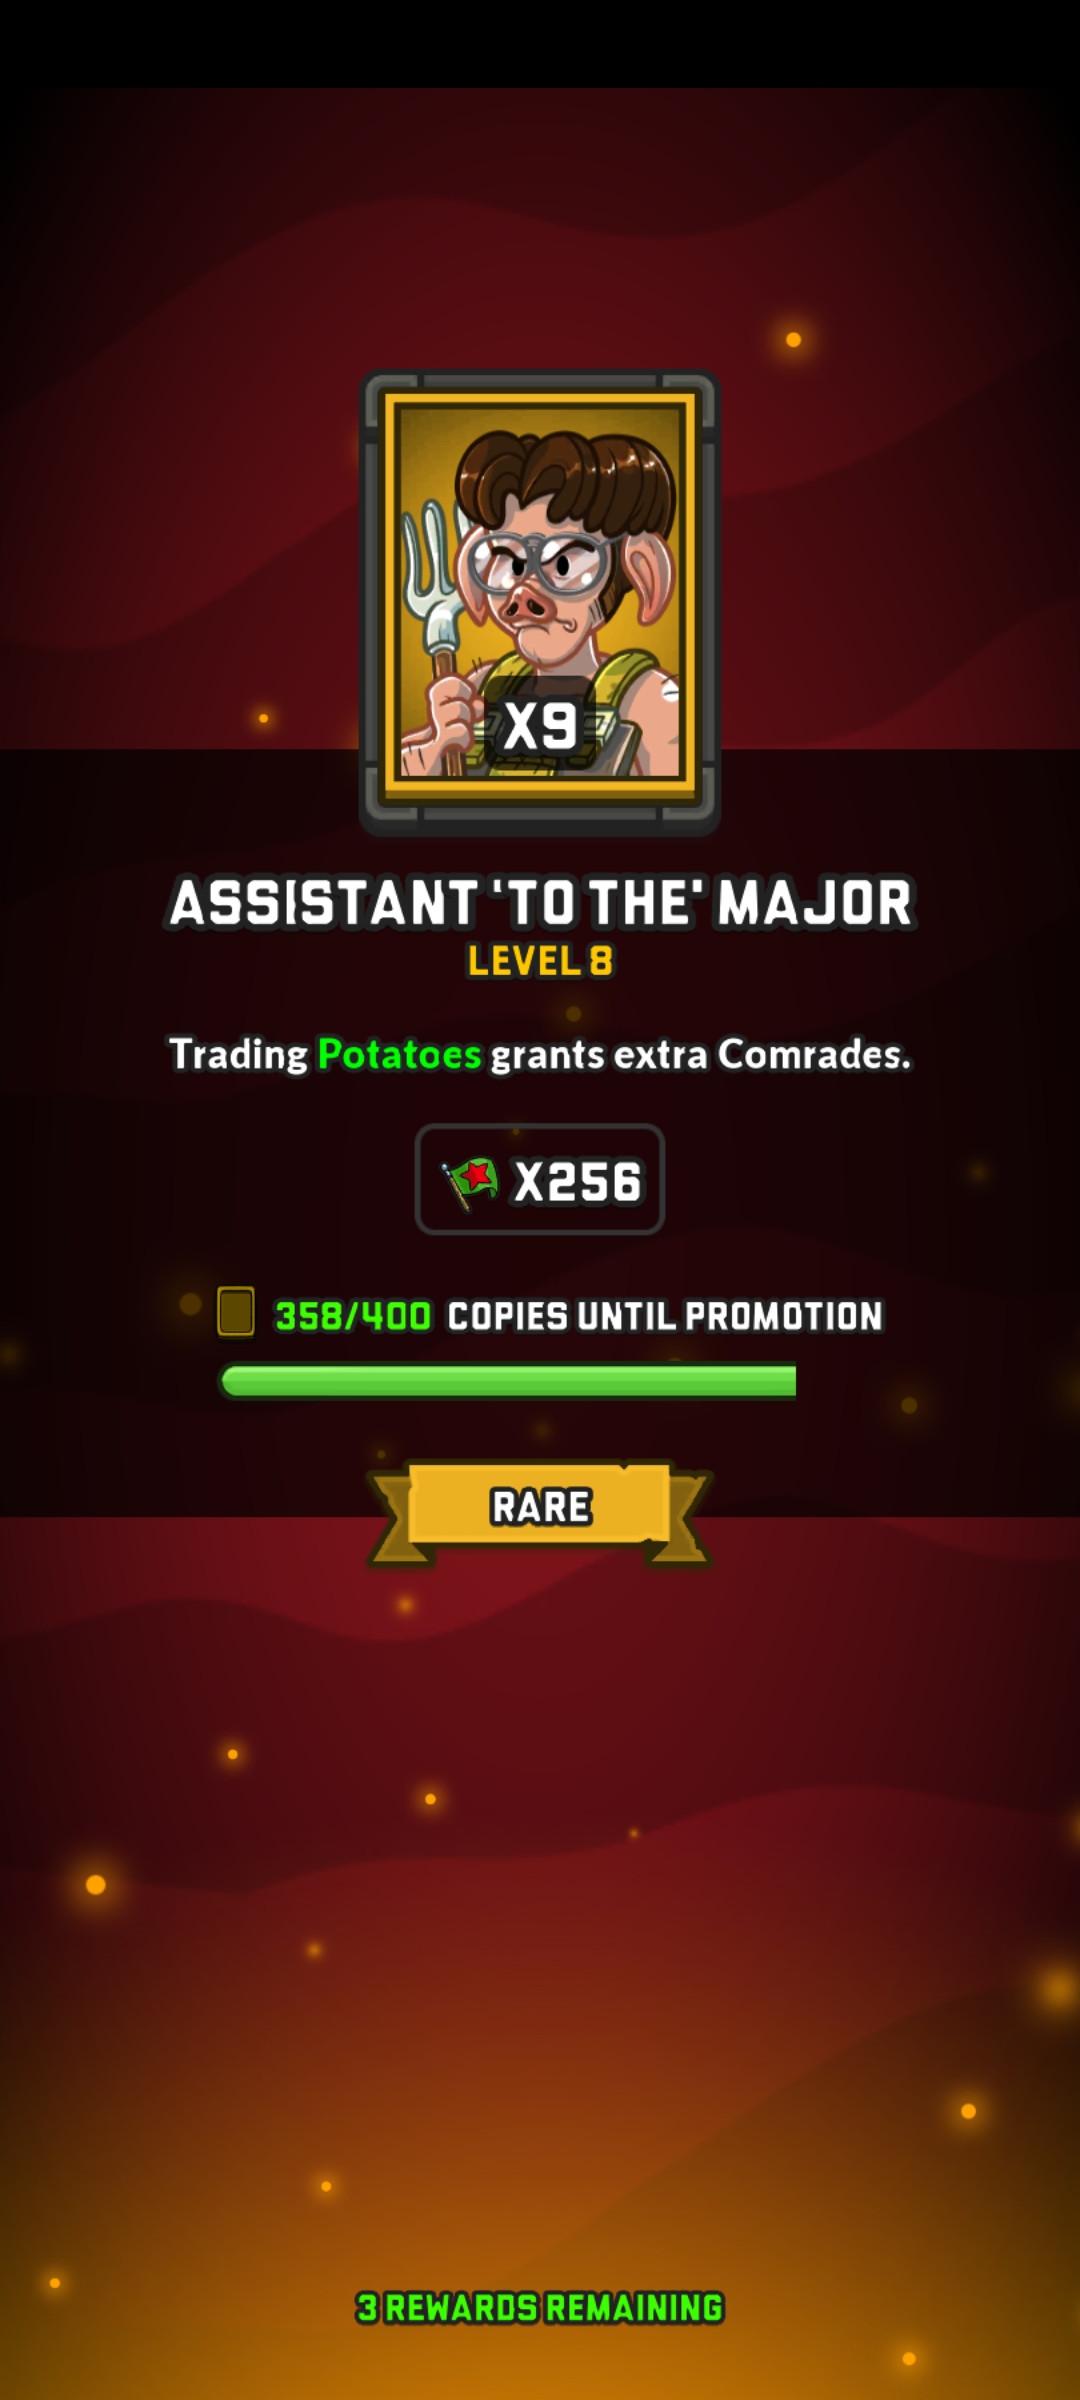 X9
ASSISTANT 'TO THE' MAJOR
LEVEL 8
Trading Potatoes grants extra Comrades.
X256
358/400 COPIES UNTIL PROMOTION
RARE
3 REWARDS REMAINING